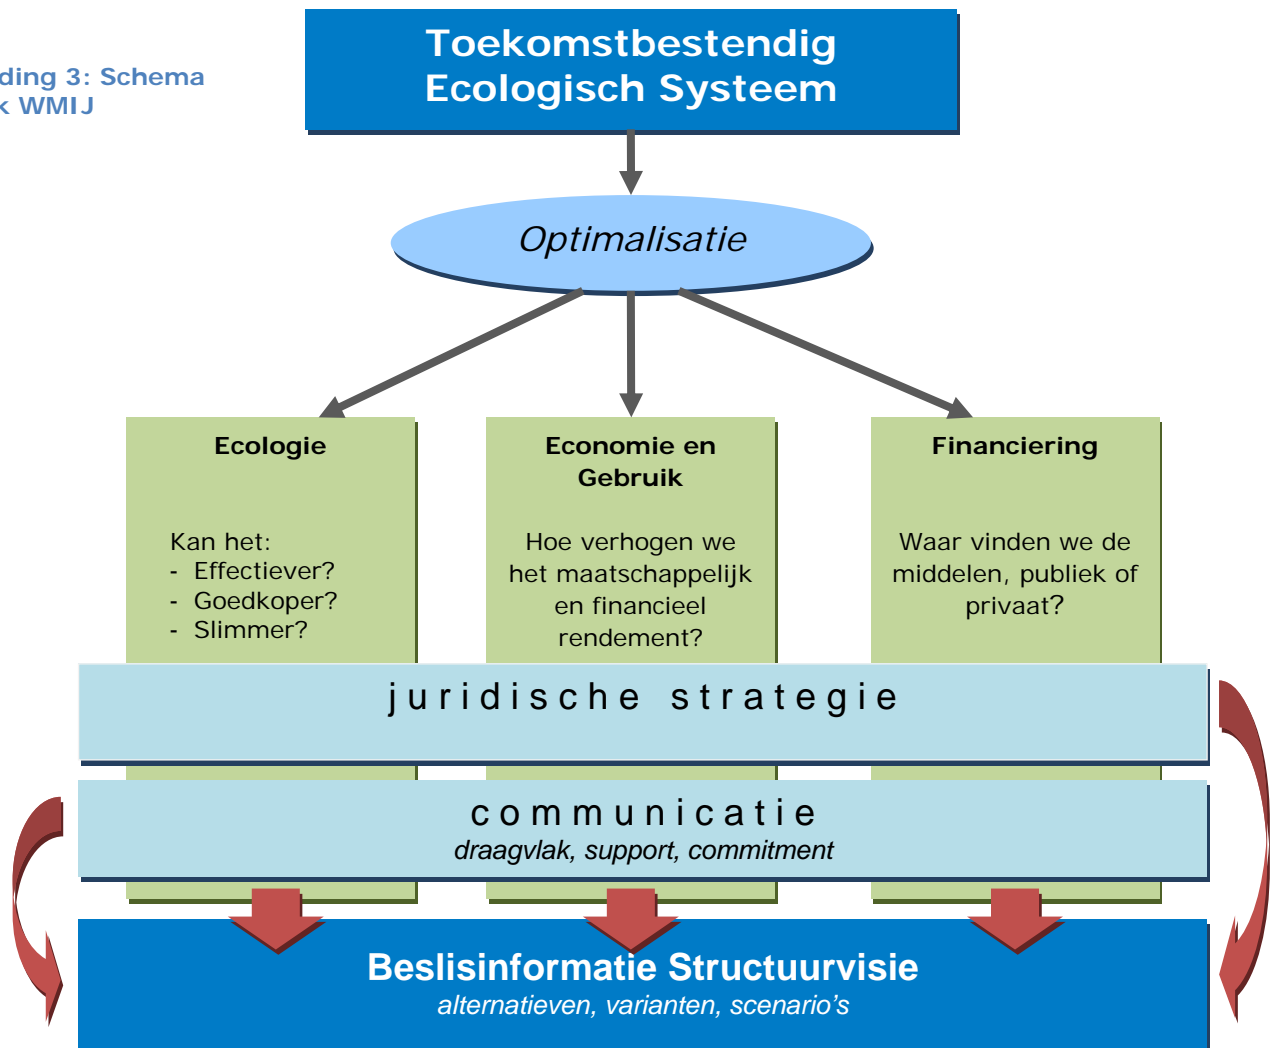 Toekomstbestendig
Ecologisch Systeem
ding 3: Schema
k WMIJ
Optimalisatie
Ecologie
Kan het:
- Effectiever?
- Goedkoper?
- Slimmer?
Economie en
Gebruik
Hoe verhogen we
het maatschappelijk
en financieel
rendement?
Financiering
Waar vinden we de
middelen, publiek of
privaat?
juridische strategie
communicatie
draagvlak, support, commitment
Beslisinformatie Structuurvisie
alternatieven, varianten, scenario's